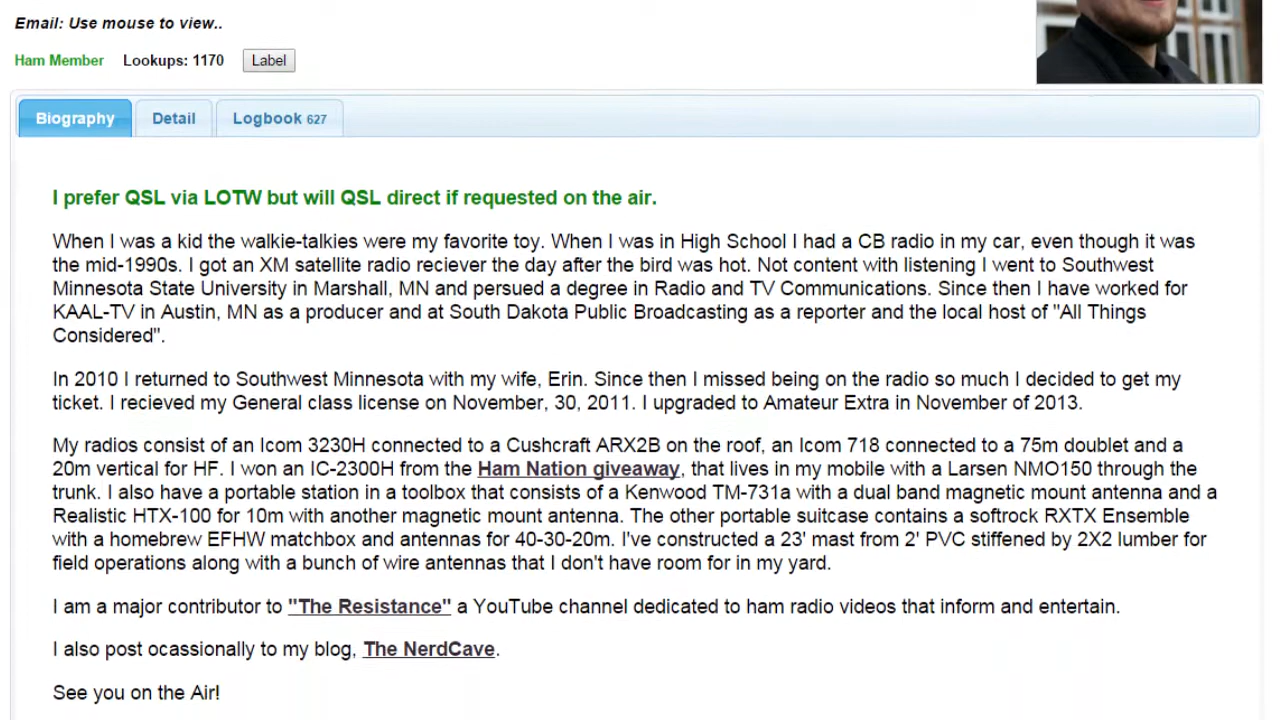 Email: Use mouse to view..
Ham Member Lookups: 1170 Label
Biography Detail Logbook 627
I prefer QSL via LOTW but will QSL direct if requested on the air.
When I was a kid the walkie-talkies were my favorite toy. When I was in High School I had a CB radio in my car, even though it was
the mid-1990s. I got an XM satellite radio reciever the day after the bird was hot. Not content with listening I went to Southwest
Minnesota State University in Marshall, MN and persued a degree in Radio and TV Communications. Since then I have worked for
KAAL-TV in Austin, MN as a producer and at South Dakota Public Broadcasting as a reporter and the local host of "All Things
Considered".
In 2010 I returned to Southwest Minnesota with my wife, Erin. Since then I missed being on the radio so much I decided to get my
ticket. I recieved my General class license on November, 30, 2011. I upgraded to Amateur Extra in November of 2013.
My radios consist of an Icom 3230H connected to a Cushcraft ARX2B on the roof, an Icom 718 connected to a 75m doublet and a
20m vertical for HF. I won an IC-2300H from the Ham Nation giveaway, that lives in my mobile with a Larsen NMO150 through the
trunk. I also have a portable station in a toolbox that consists of a Kenwood TM-731a with a dual band magnetic mount antenna and a
Realistic HTX-100 for 10m with another magnetic mount antenna. The other portable suitcase contains a softrock RXTX Ensemble
with a homebrew EFHW matchbox and antennas for 40-30-20m. I've constructed a 23' mast from 2' PVC stiffened by 2X2 lumber for
field operations along with a bunch of wire antennas that I don't have room for in my yard.
I am a major contributor to "The Resistance" a YouTube channel dedicated to ham radio videos that inform and entertain.
I also post ocassionally to my blog, The NerdCave.
See you on the Air!